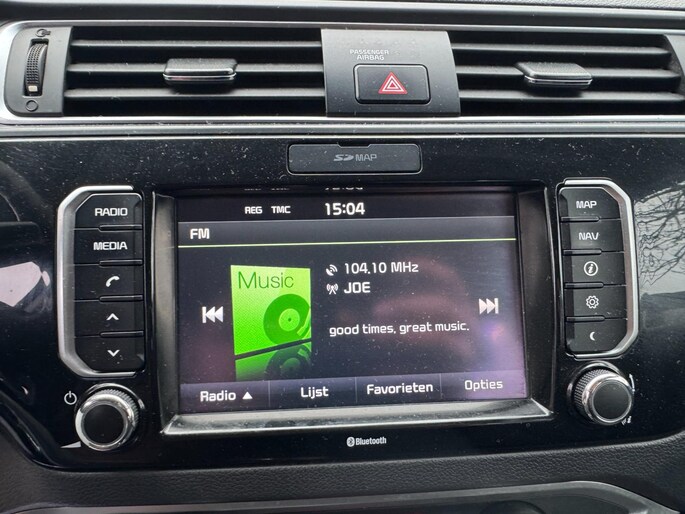 PASSENGER
AIRBAG
SD MAP
RADIO
MEDIA
MAP
NAV
REG TMC 15:04
FM
Music
104.10 MHz
JOE
good times, great music.
Radio ▲ Lijst Favorieten Opties
Bluetooth